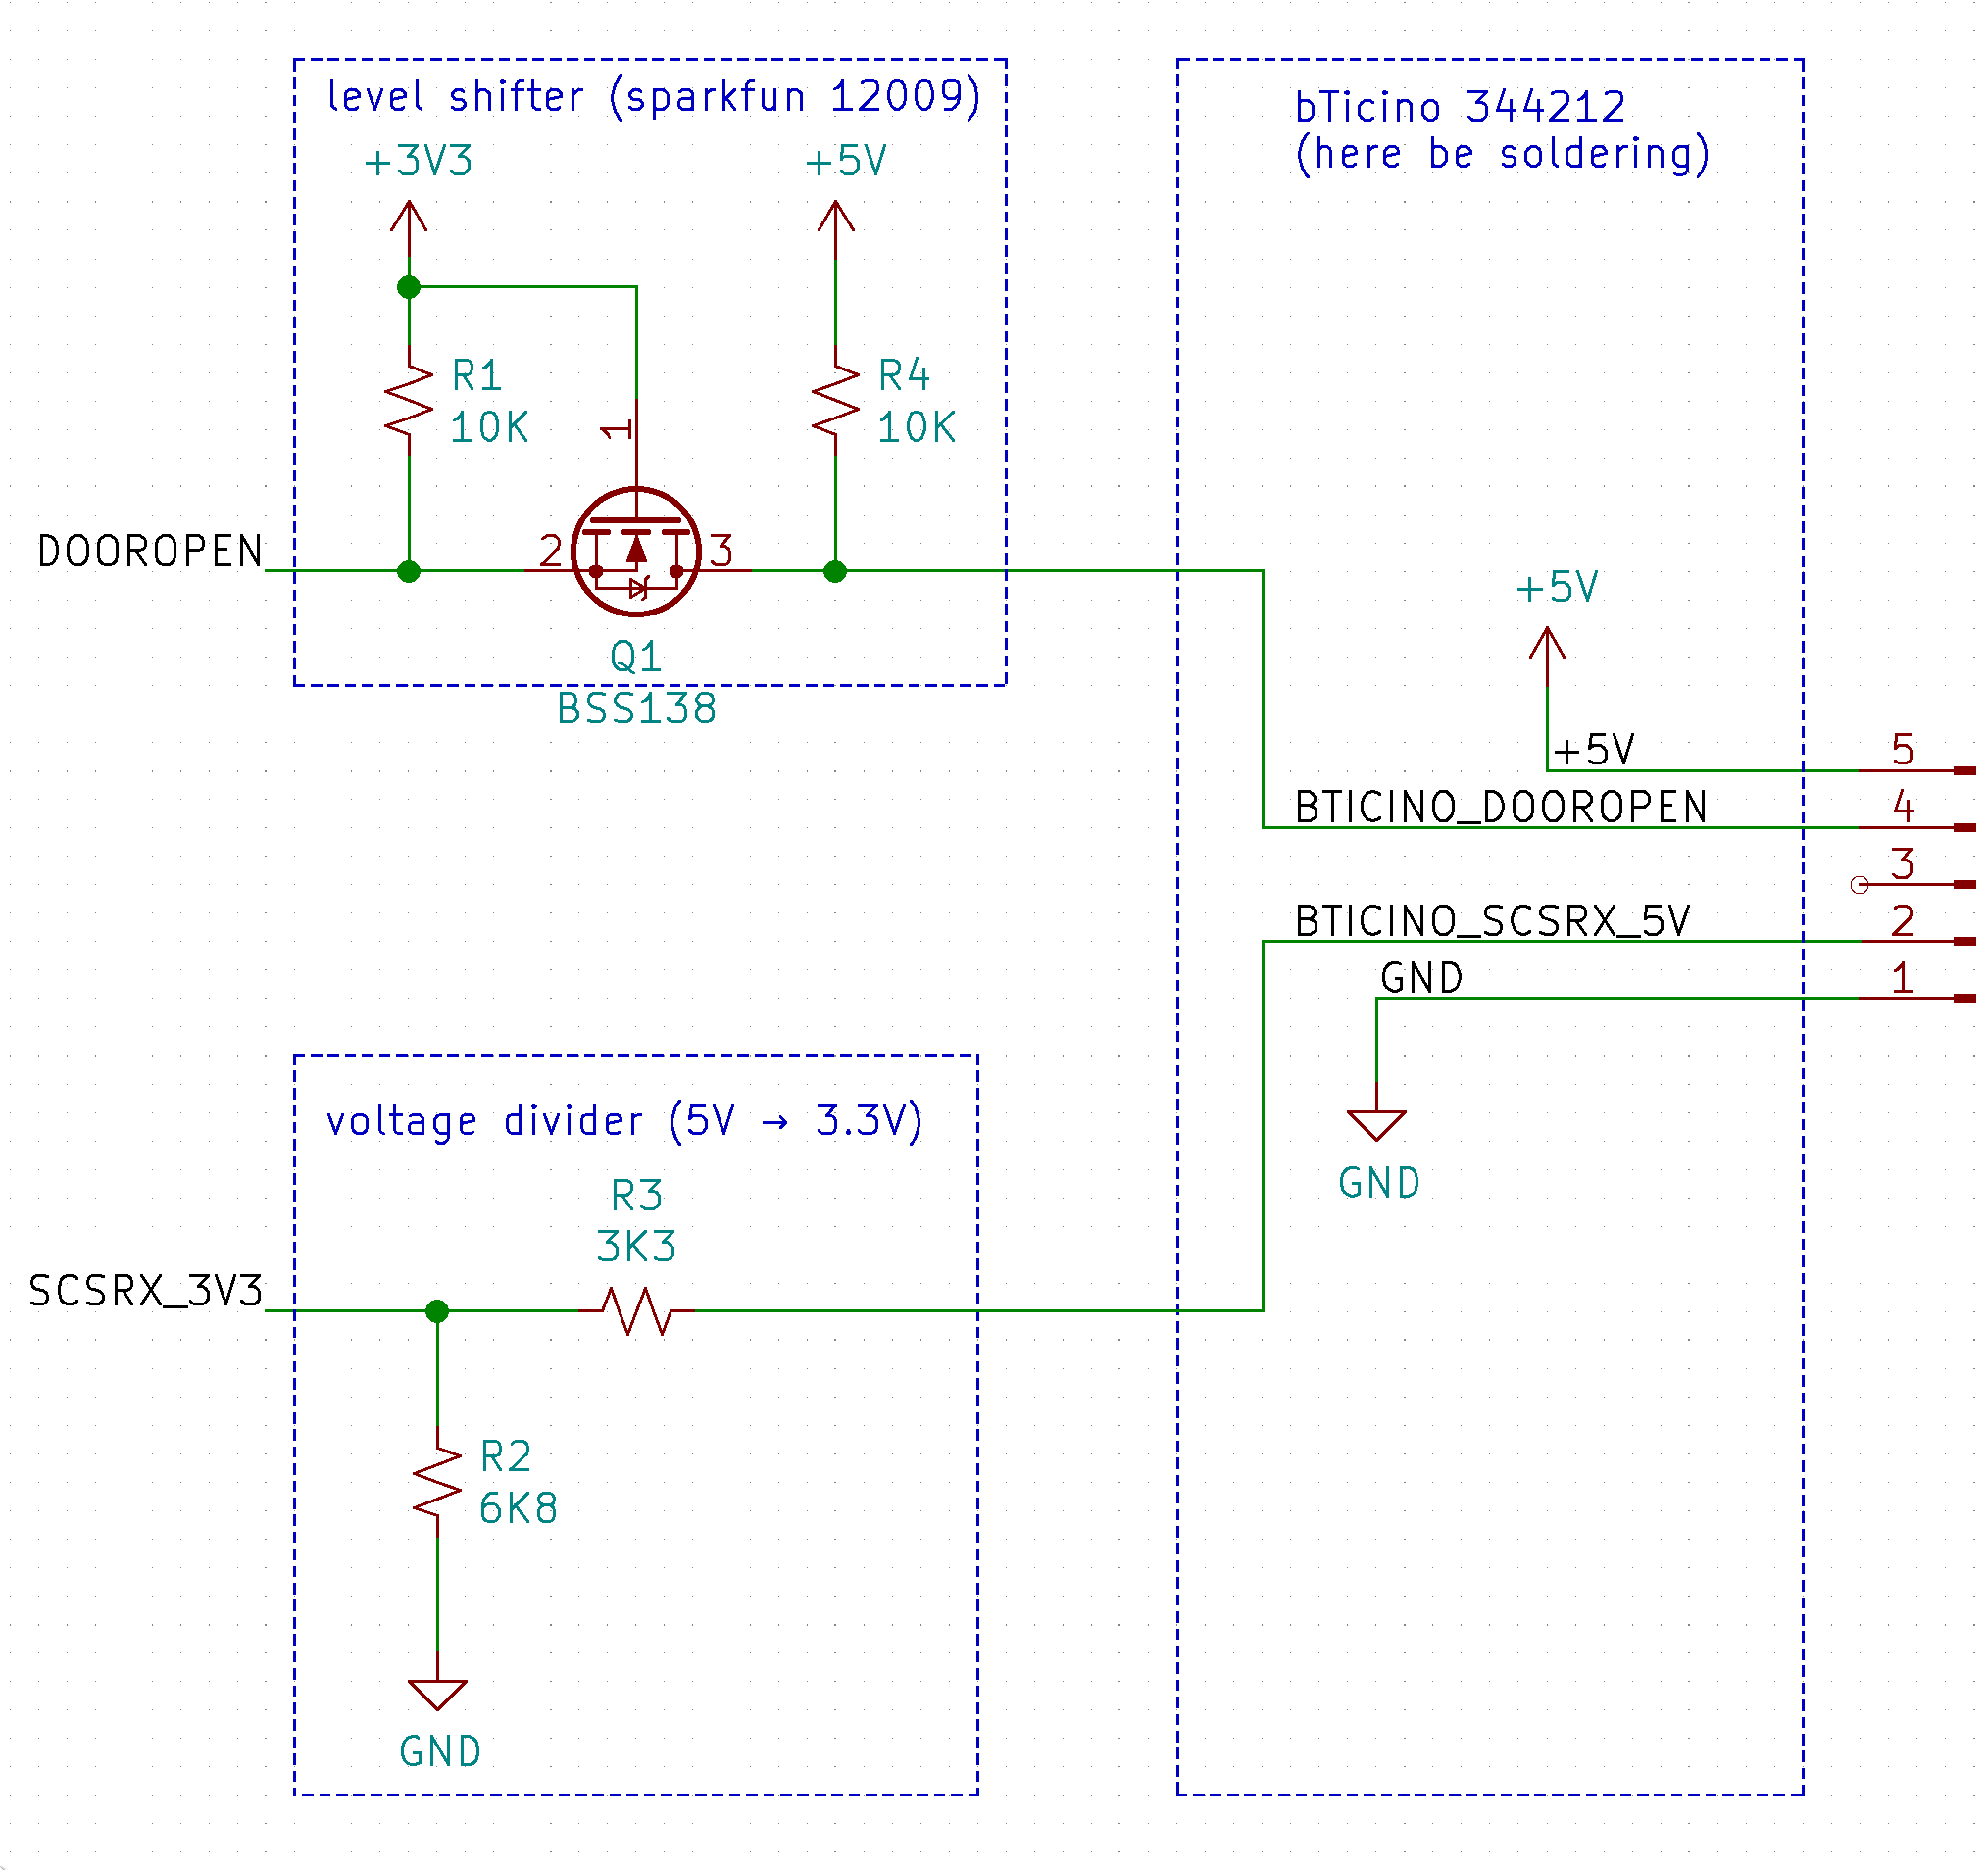 level shifter (sparkfun 12009)
+3V3
+5V
R1
10K
R4
10K
1
DOOROPEN
2
3
Q1
BSS138
bTicino 344212
(here be soldering)
+5V
+5V
5
BTICINO_DOOROPEN
4
3
BTICINO_SCSRX_5V
2
GND
1
GND
voltage divider (5V → 3.3V)
R3
3K3
SCSRX_3V3
R2
6K8
GND